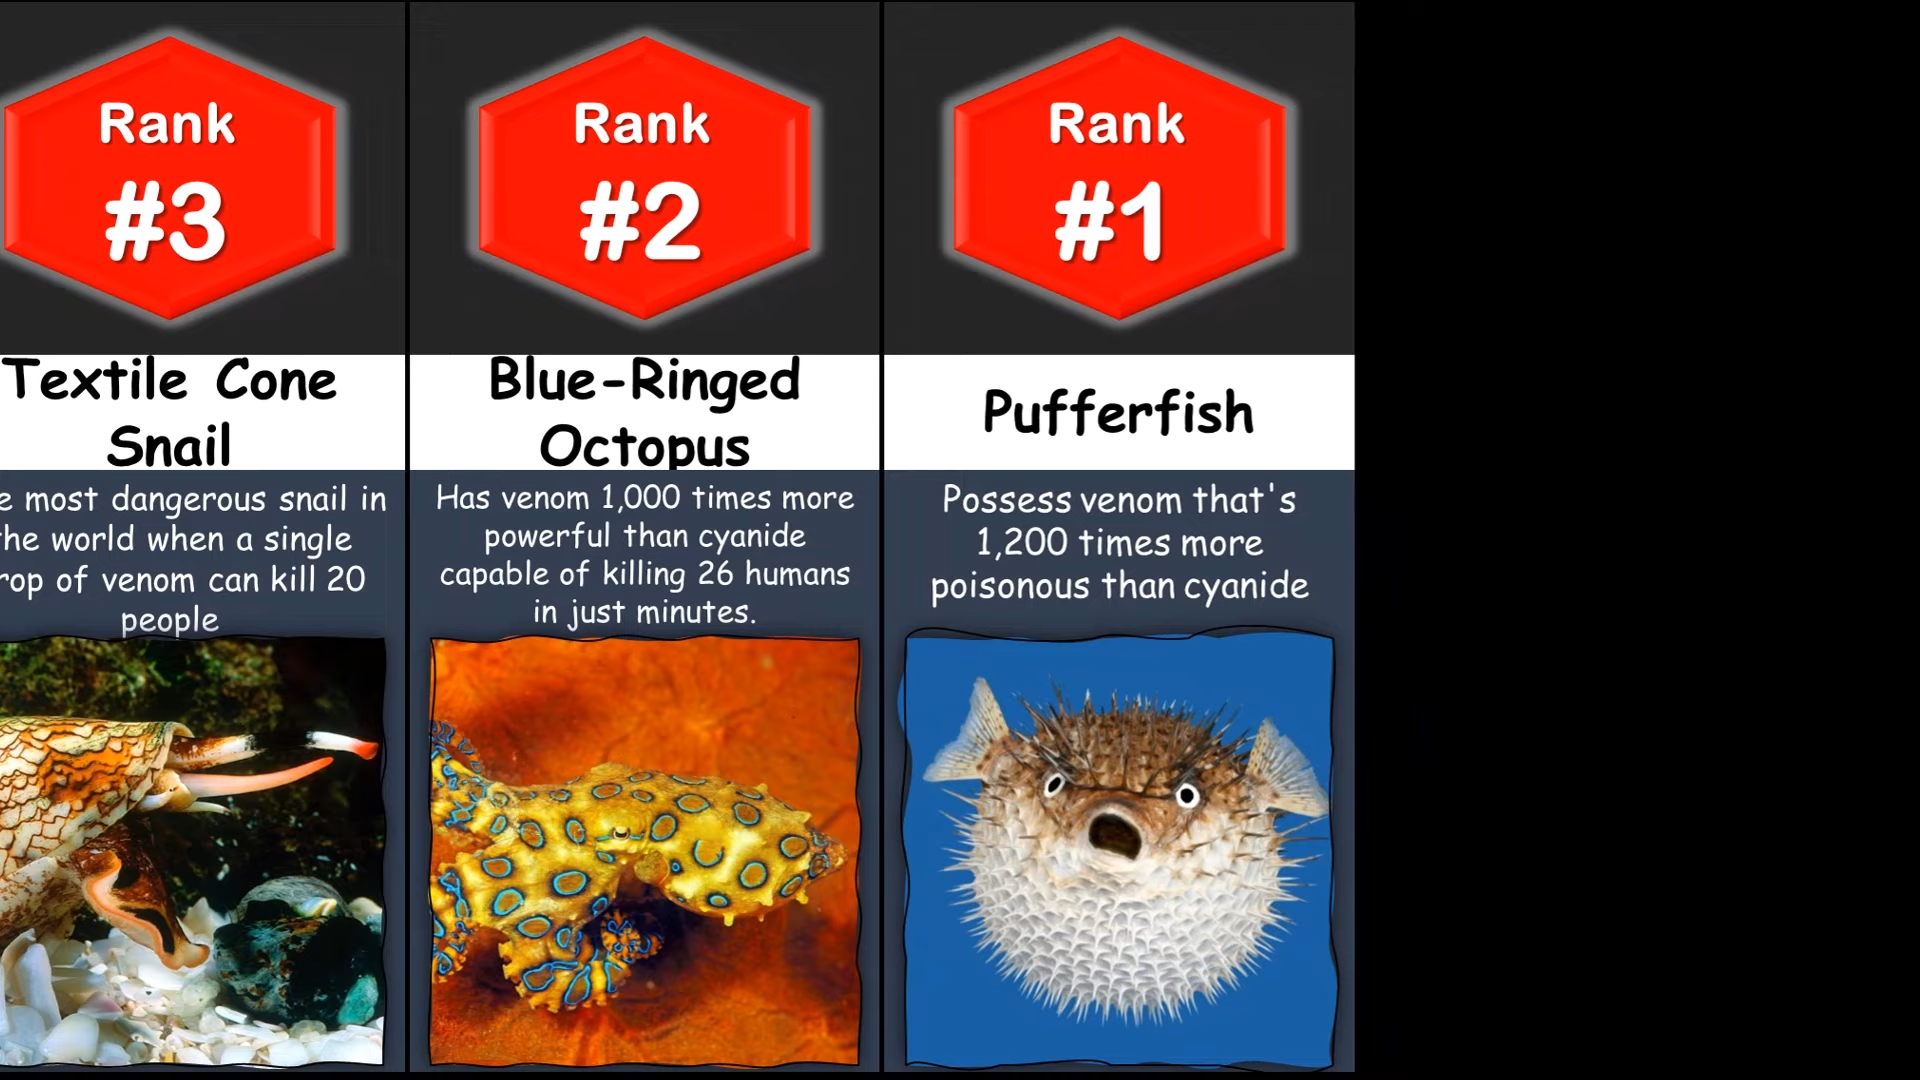 Rank
#3
Textile Cone
Snail
most dangerous snail in
world when a single
of venom can kill 20
people
Rank
#2
Blue-Ringed
Octopus
Has venom 1,000 times more
powerful than cyanide
capable of killing 26 humans
in just minutes.
Rank
#1
Pufferfish
Possess venom that's
1,200 times more
poisonous than cyanide